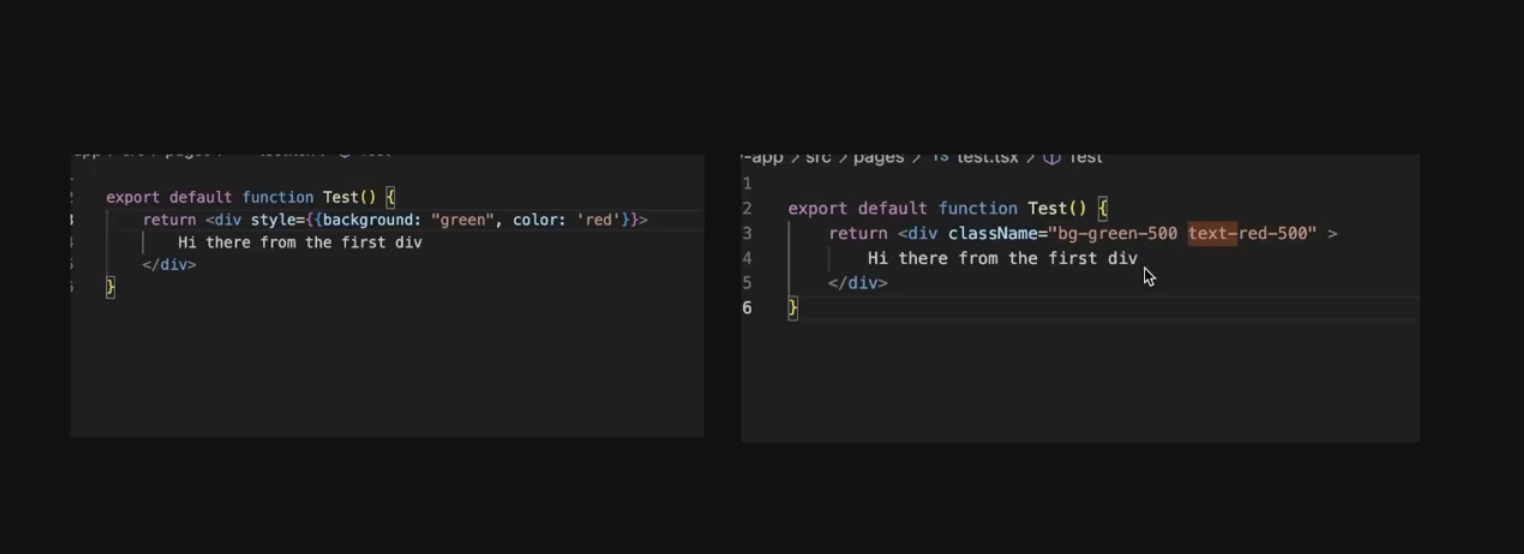 export default function Test() {
return <div style={{background: "green", color: 'red'}}>
Hi there from the first div
</div>
}
-app > src > pages > TS test.tsx > Test
1
2 export default function Test() {
3 return <div className="bg-green-500 text-red-500" >
4 Hi there from the first div
5 </div>
6 }